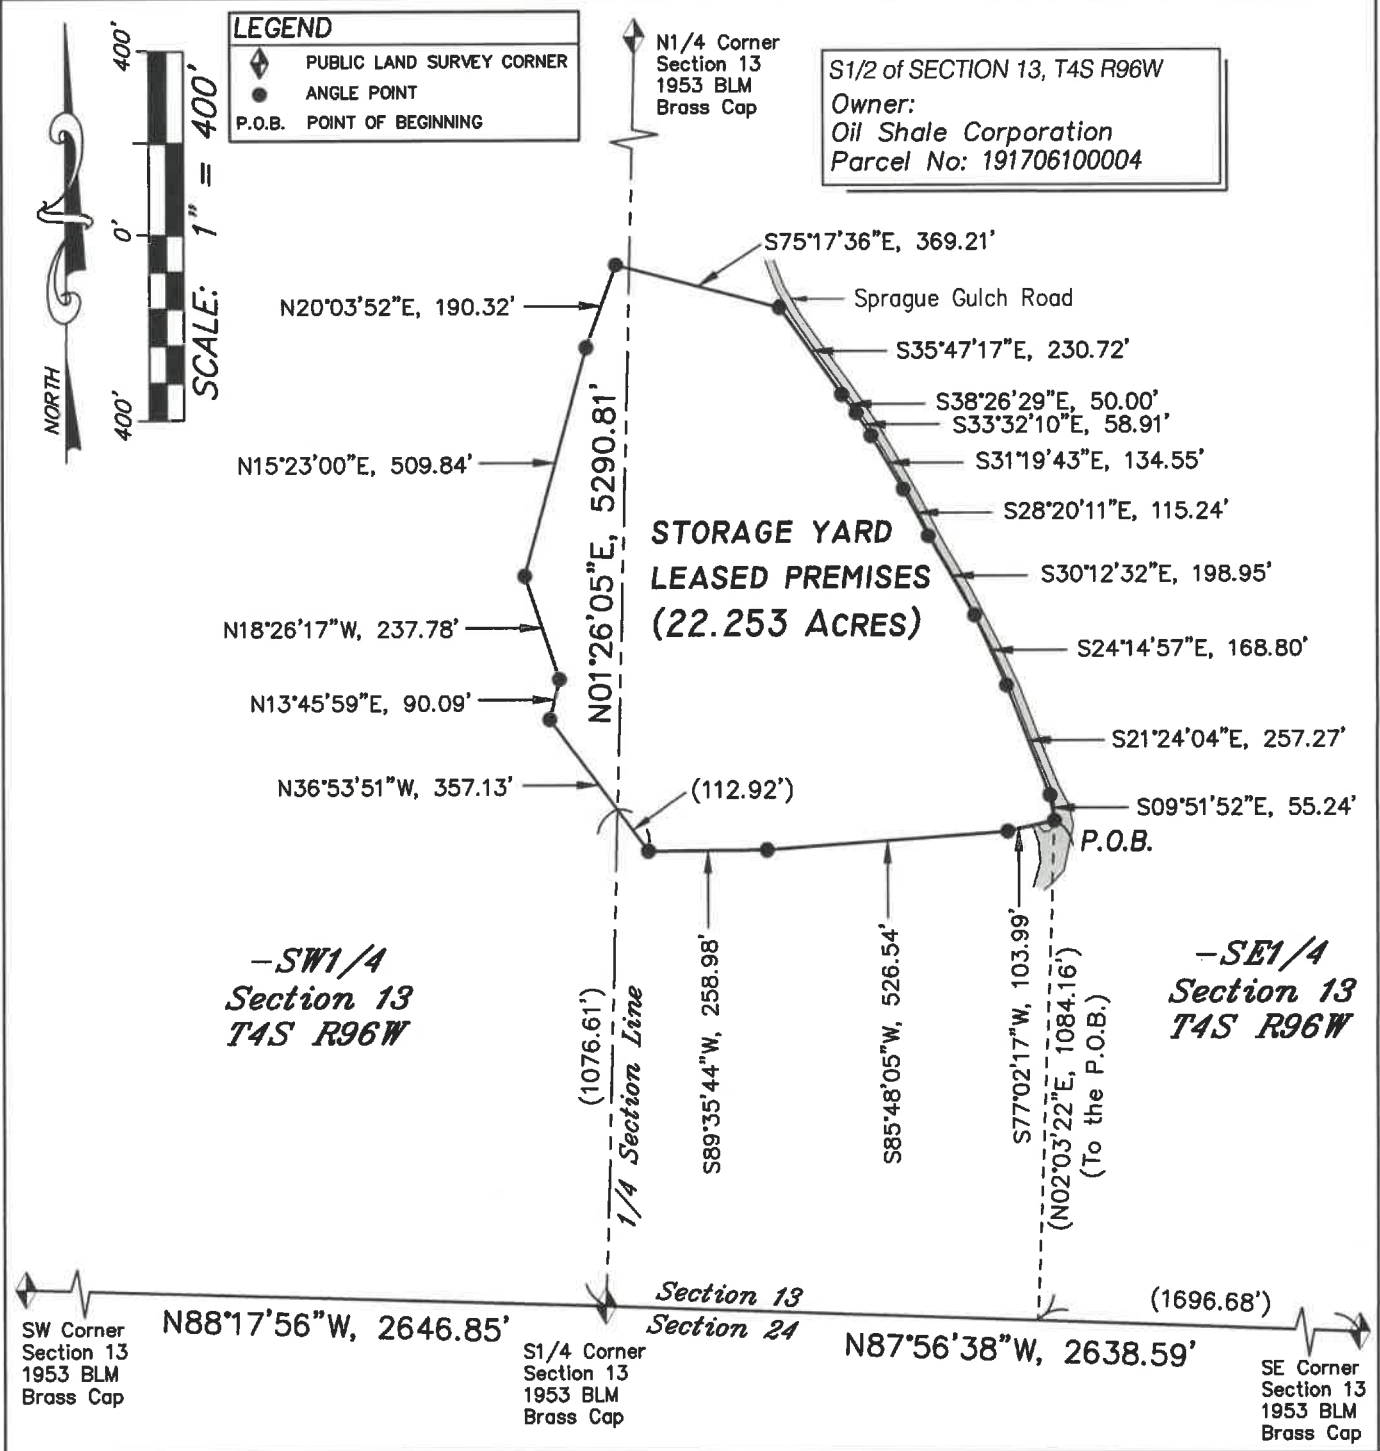 LEGEND
PUBLIC LAND SURVEY CORNER
ANGLE POINT
P.O.B. POINT OF BEGINNING
400'
0'
400'
SCALE: 1" = 400'
NORTH
N1/4 Corner
Section 13
1953 BLM
Brass Cap
S1/2 of SECTION 13, T4S R96W
Owner:
Oil Shale Corporation
Parcel No: 191706100004
S75°17'36"E, 369.21'
Sprague Gulch Road
N20°03'52"E, 190.32'
S35°47'17"E, 230.72'
S38°26'29"E, 50.00'
S33°32'10"E, 58.91'
N15°23'00"E, 509.84'
S31°19'43"E, 134.55'
S28°20'11"E, 115.24'
N01°26'05"E, 5290.81'
STORAGE YARD
LEASED PREMISES
(22.253 ACRES)
S30°12'32"E, 198.95'
N18°26'17"W, 237.78'
S24°14'57"E, 168.80'
N13°45'59"E, 90.09'
S21°24'04"E, 257.27'
N36°53'51"W, 357.13'
(112.92')
S09°51'52"E, 55.24'
P.O.B.
-SW1/4
Section 13
T4S R96W
(1076.61')
1/4 Section Line
S89°35'44"W, 258.98'
S85°48'05"W, 526.54'
S77°02'17"W, 103.99'
(N02°03'22"E, 1084.16')
(To the P.O.B.)
-SE1/4
Section 13
T4S R96W
Section 13
Section 24
(1696.68')
N88°17'56"W, 2646.85'
N87°56'38"W, 2638.59'
SW Corner
Section 13
1953 BLM
Brass Cap
S1/4 Corner
Section 13
1953 BLM
Brass Cap
SE Corner
Section 13
1953 BLM
Brass Cap